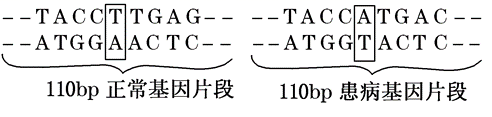 --TACCTTGAG-- --TACCATGAC--
--ATGGAACTC-- --ATGGTACTC--
110bp 正常基因片段 110bp 患病基因片段